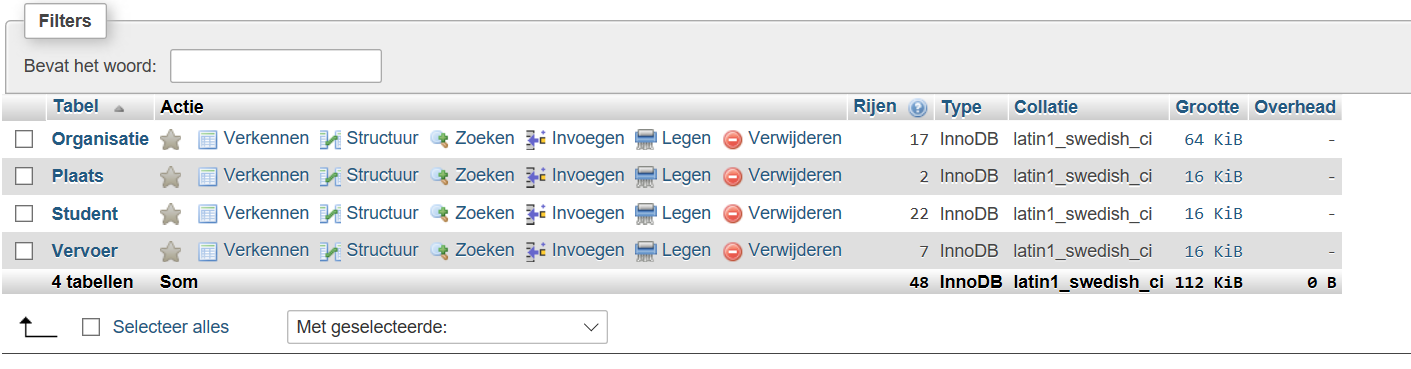 Filters
Bevat het woord:
Tabel Actie Rijen Type Collatie Grootte Overhead
Organisatie Verkennen Structuur Zoeken Invoegen Legen Verwijderen 17 InnoDB latin1_swedish_ci 64 KiB -
Plaats Verkennen Structuur Zoeken Invoegen Legen Verwijderen 2 InnoDB latin1_swedish_ci 16 KiB -
Student Verkennen Structuur Zoeken Invoegen Legen Verwijderen 22 InnoDB latin1_swedish_ci 16 KiB -
Vervoer Verkennen Structuur Zoeken Invoegen Legen Verwijderen 7 InnoDB latin1_swedish_ci 16 KiB -
4 tabellen Som 48 InnoDB latin1_swedish_ci 112 KiB 0 B
Selecteer alles Met geselecteerde: